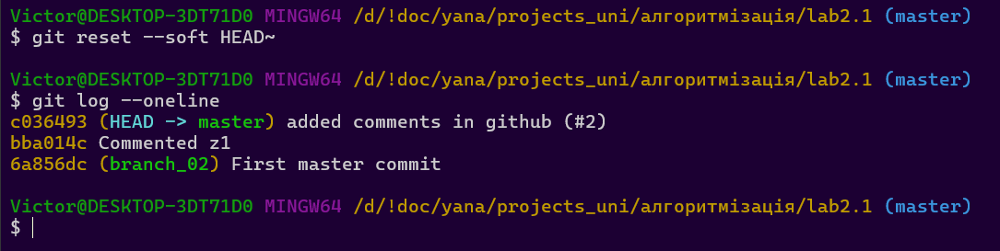 Victor@DESKTOP-3DT71D0 MINGW64 /d/!doc/yana/projects_uni/алгоритмізація/lab2.1 (master)
$ git reset --soft HEAD~
Victor@DESKTOP-3DT71D0 MINGW64 /d/!doc/yana/projects_uni/алгоритмізація/lab2.1 (master)
$ git log --oneline
c036493 (HEAD -> master) added comments in github (#2)
bba014c Commented z1
6a856dc (branch_02) First master commit
Victor@DESKTOP-3DT71D0 MINGW64 /d/!doc/yana/projects_uni/алгоритмізація/lab2.1 (master)
$